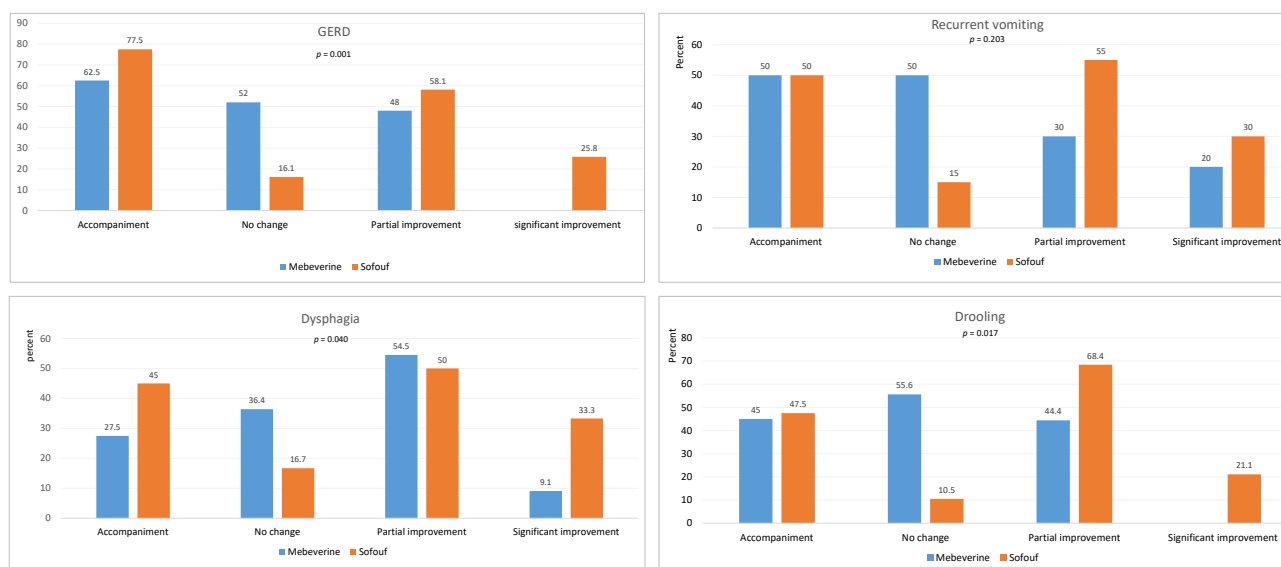 GERD
p = 0.001
90
80
70
60
50
40
30
20
10
0
62.5
77.5
52
16.1
48
58.1
25.8
Accompaniment
No change
Partial improvement
significant improvement
Mebeverine
Sofouf
Recurrent vomiting
p = 0.203
Percent
60
50
40
30
20
10
0
50
50
50
15
30
55
20
30
Accompaniment
No change
Partial improvement
Significant improvement
Mebeverine
Sofouf
Dysphagia
p = 0.040
percent
60
50
40
30
20
10
0
27.5
45
36.4
16.7
54.5
50
9.1
33.3
Accompaniment
No change
Partial improvement
Significant improvement
Mebeverine
Sofouf
Drooling
p = 0.017
Percent
80
70
60
50
40
30
20
10
0
45
47.5
55.6
10.5
44.4
68.4
21.1
Accompaniment
No change
Partial improvement
Significant improvement
Mebeverine
Sofouf